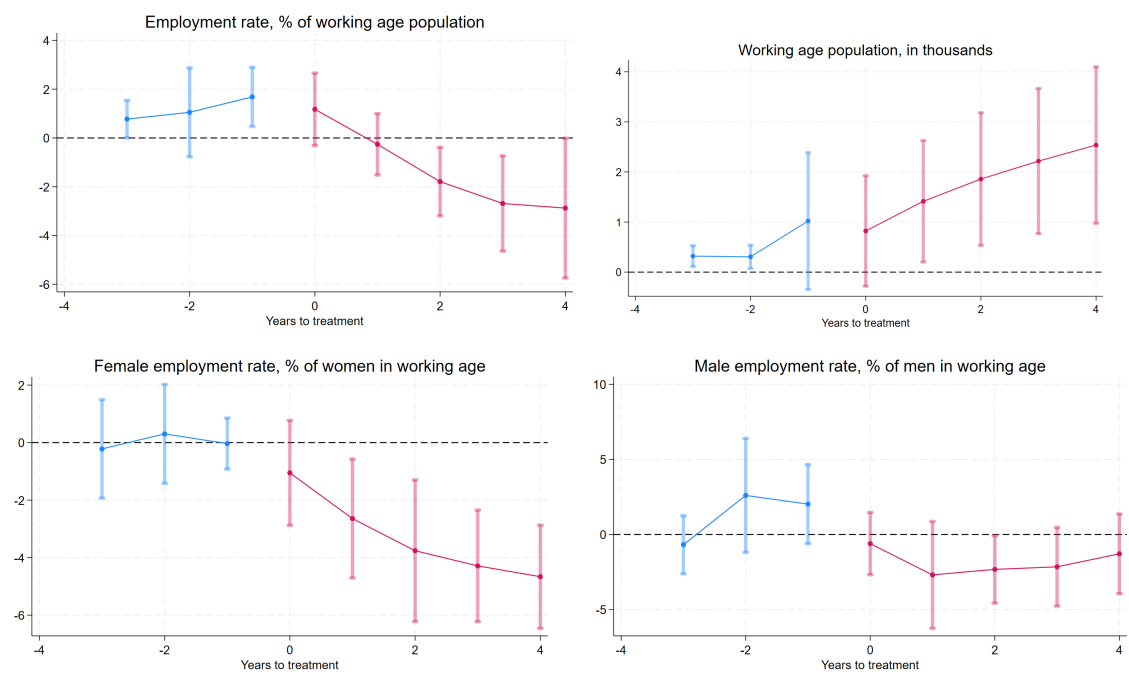 Employment rate, % of working age population
4
2
0
-2
-4
-6
-4 -2 0 2 4
Years to treatment
Working age population, in thousands
4
3
2
1
0
-4 -2 0 2 4
Years to treatment
Female employment rate, % of women in working age
2
0
-2
-4
-6
-4 -2 0 2 4
Years to treatment
Male employment rate, % of men in working age
10
5
0
-5
-4 -2 0 2 4
Years to treatment